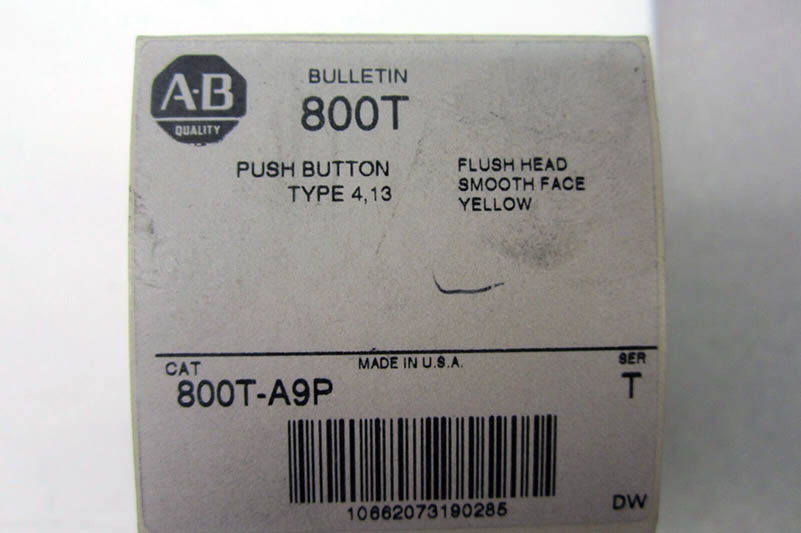 A-B
QUALITY
BULLETIN
800T
PUSH BUTTON
TYPE 4,13
FLUSH HEAD
SMOOTH FACE
YELLOW
CAT
800T-A9P
MADE IN U.S.A.
SER
T
10662073190285
DW